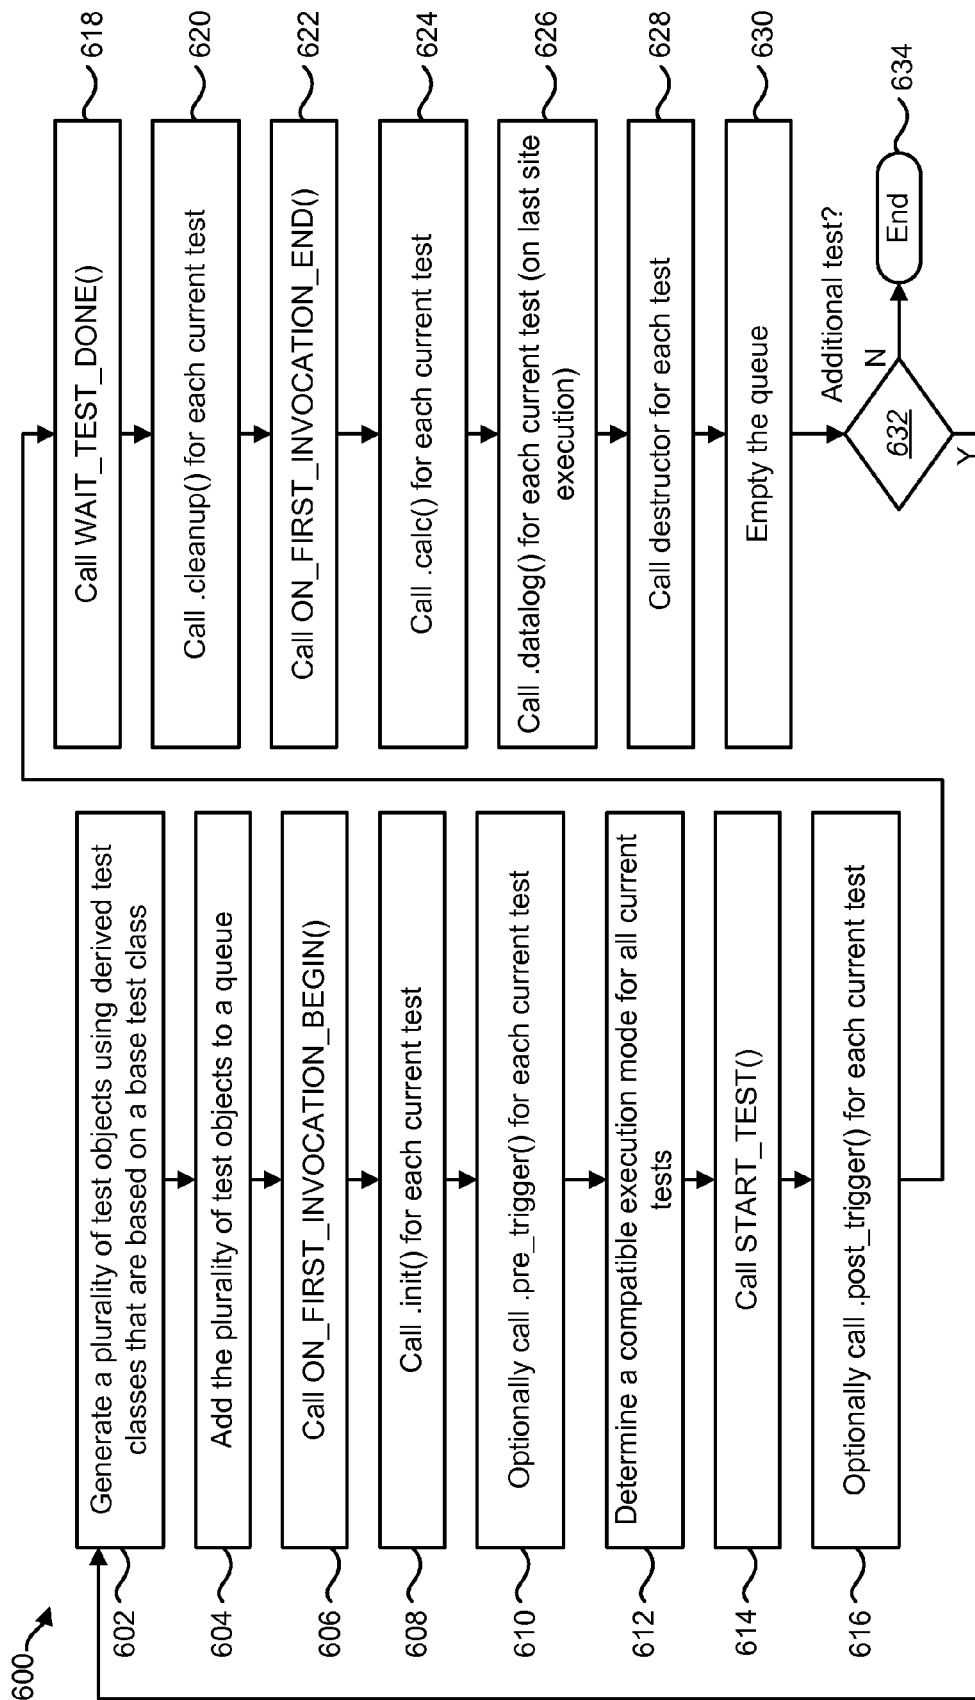 600
602
Generate a plurality of test objects using derived test
classes that are based on a base test class
604
Add the plurality of test objects to a queue
606
Call ON_FIRST_INVOCATION_BEGIN()
608
Call .init() for each current test
610
Optionally call .pre_trigger() for each current test
612
Determine a compatible execution mode for all current
tests
614
Call START_TEST()
616
Optionally call .post_trigger() for each current test
Call WAIT_TEST_DONE()
618
Call .cleanup() for each current test
620
Call ON_FIRST_INVOCATION_END()
622
Call .calc() for each current test
624
Call .datalog() for each current test (on last site
execution)
626
Call destructor for each test
628
Empty the queue
630
Additional test?
632
N
Y
End
634